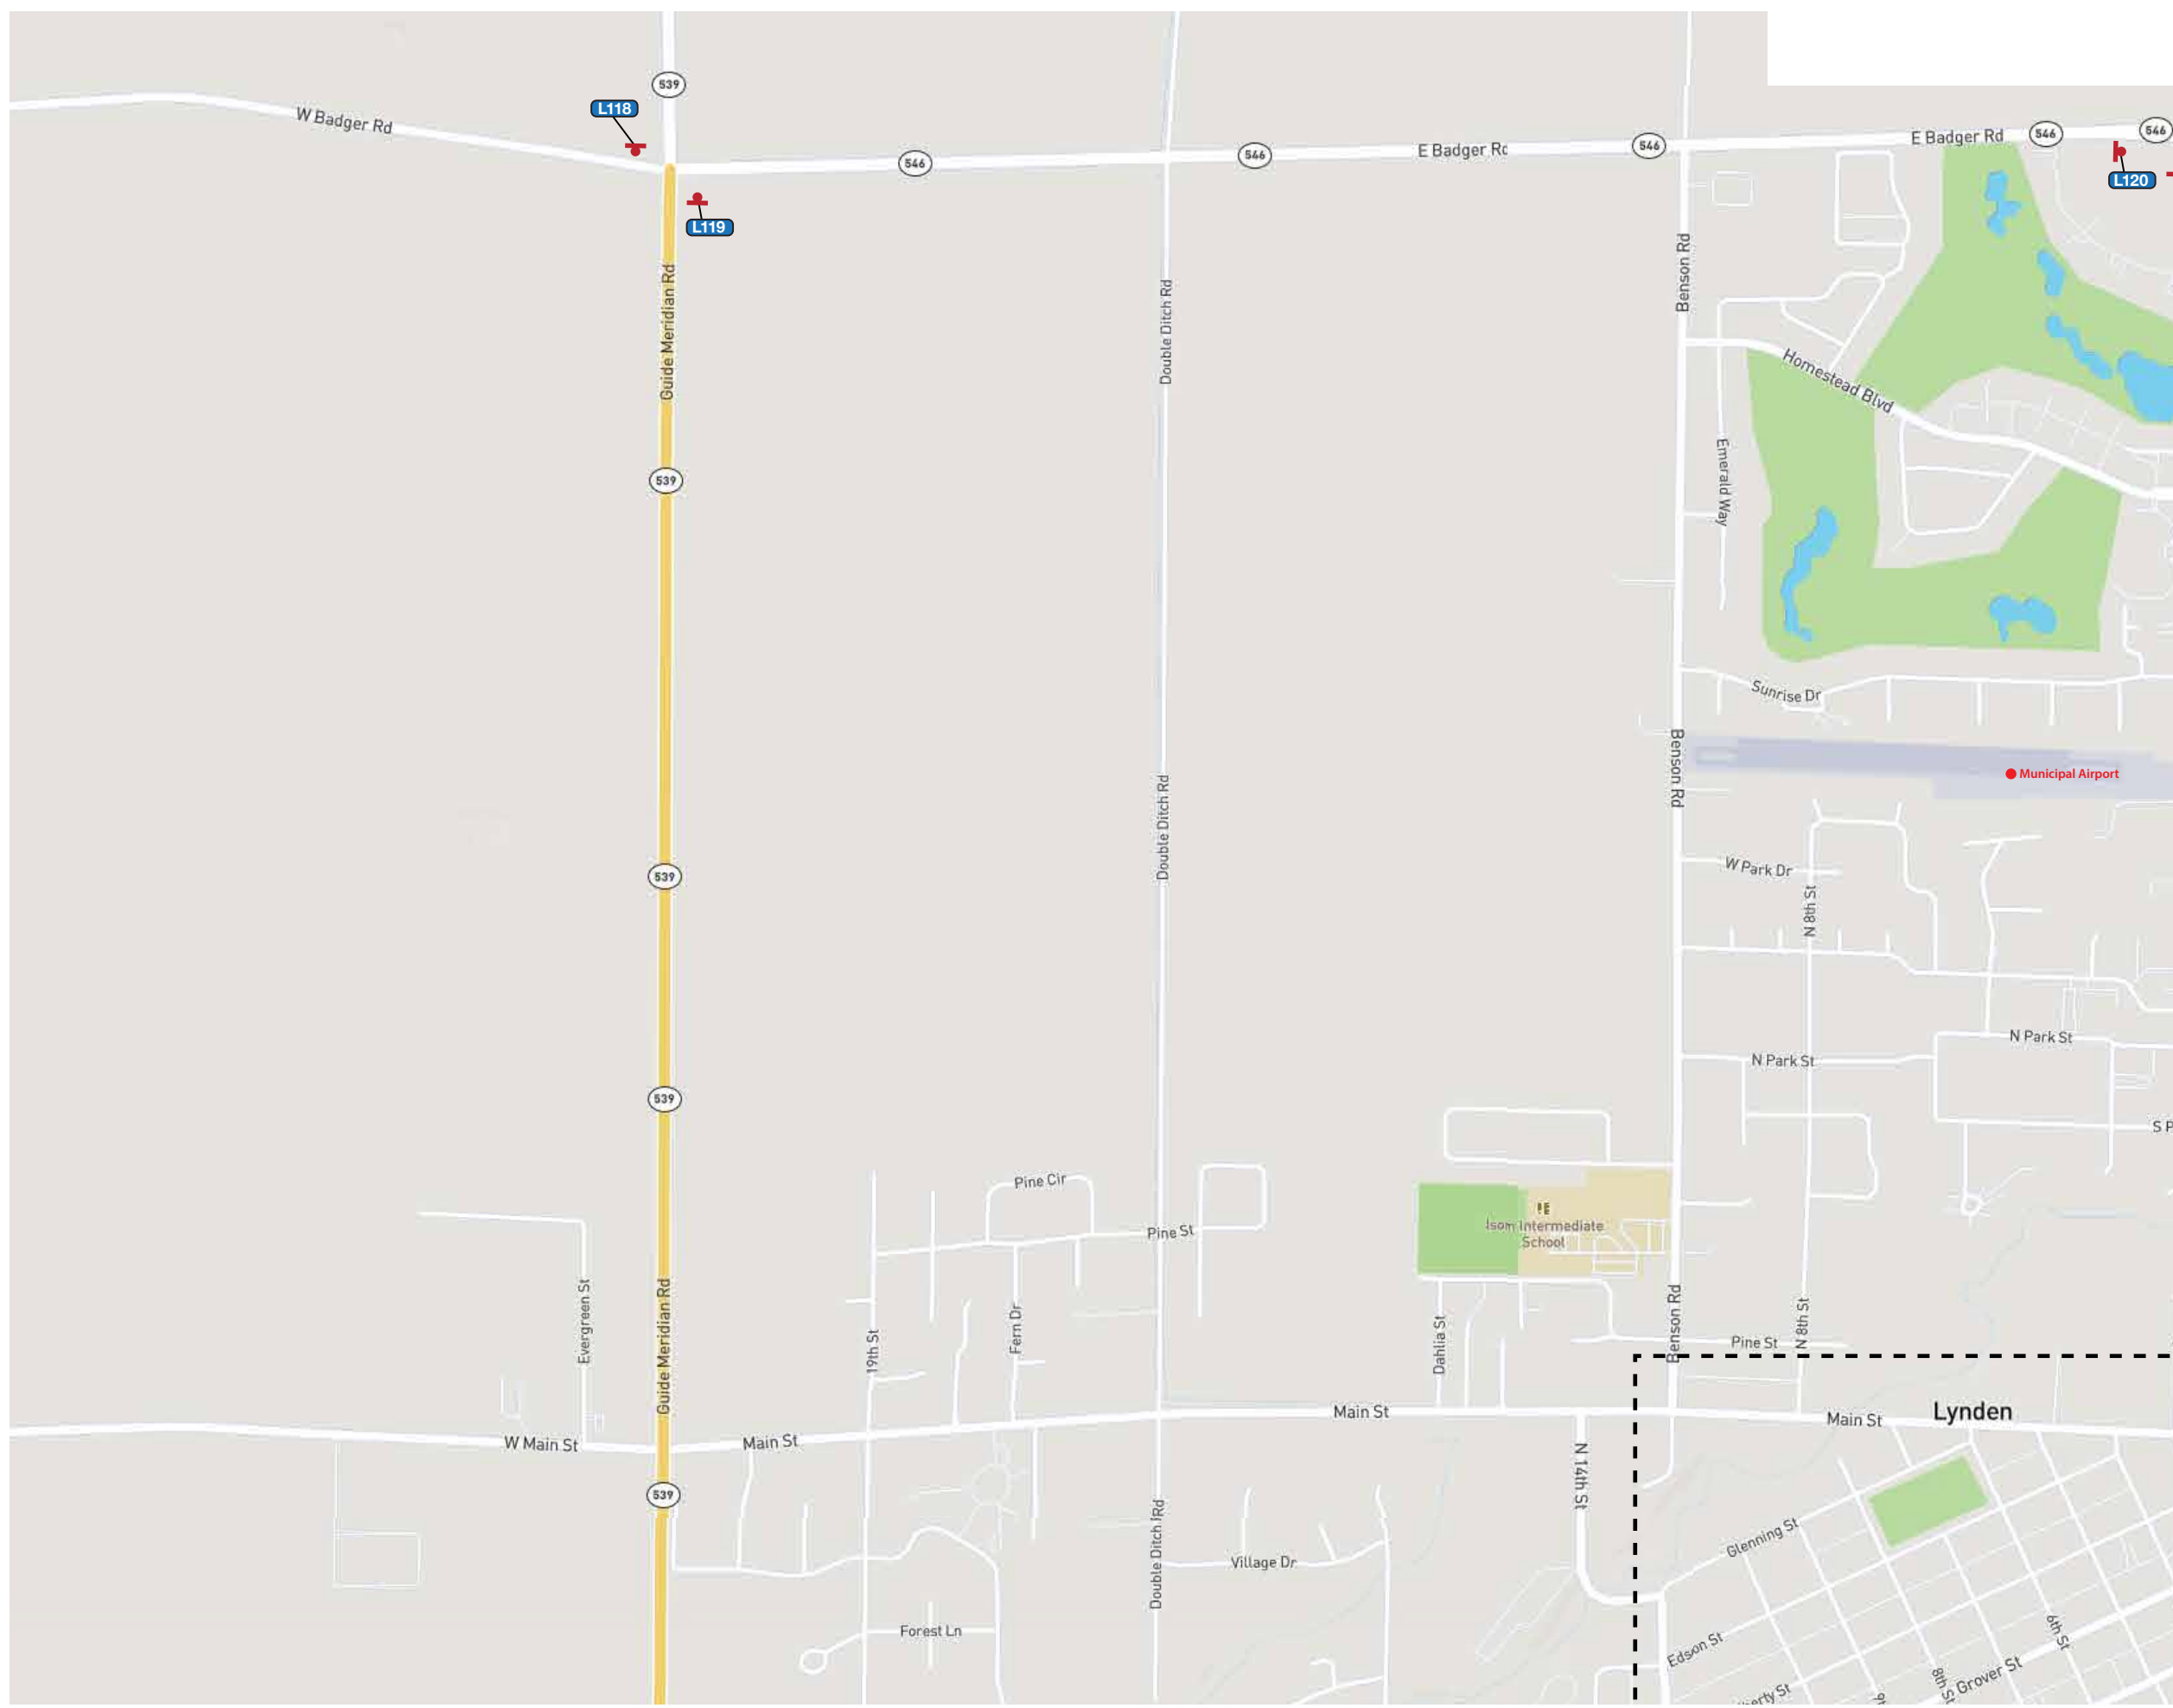 539
L118
W Badger Rd
546
546
E Badger Rd
546
E Badger Rd
546
546
L120
L119
Guide Meridian Rd
Double Ditch Rd
Benson Rd
Homestead Blvd
539
Emerald Way
Sunrise Dr
Benson Rd
Municipal Airport
Double Ditch Rd
539
W Park Dr
N 8th St
N Park St
N Park St
539
S P
Pine Cir
Pine St
Isom Intermediate
School
Evergreen St
Guide Meridian Rd
19th St
Fern Dr
Dahlia St
Benson Rd
Pine St
N 8th St
W Main St
Main St
Main St
Main St
Lynden
539
N 14th St
Double Ditch Rd
Village Dr
Glenning St
Forest Ln
Edson St
6th St
8th St
Grover St
erty St